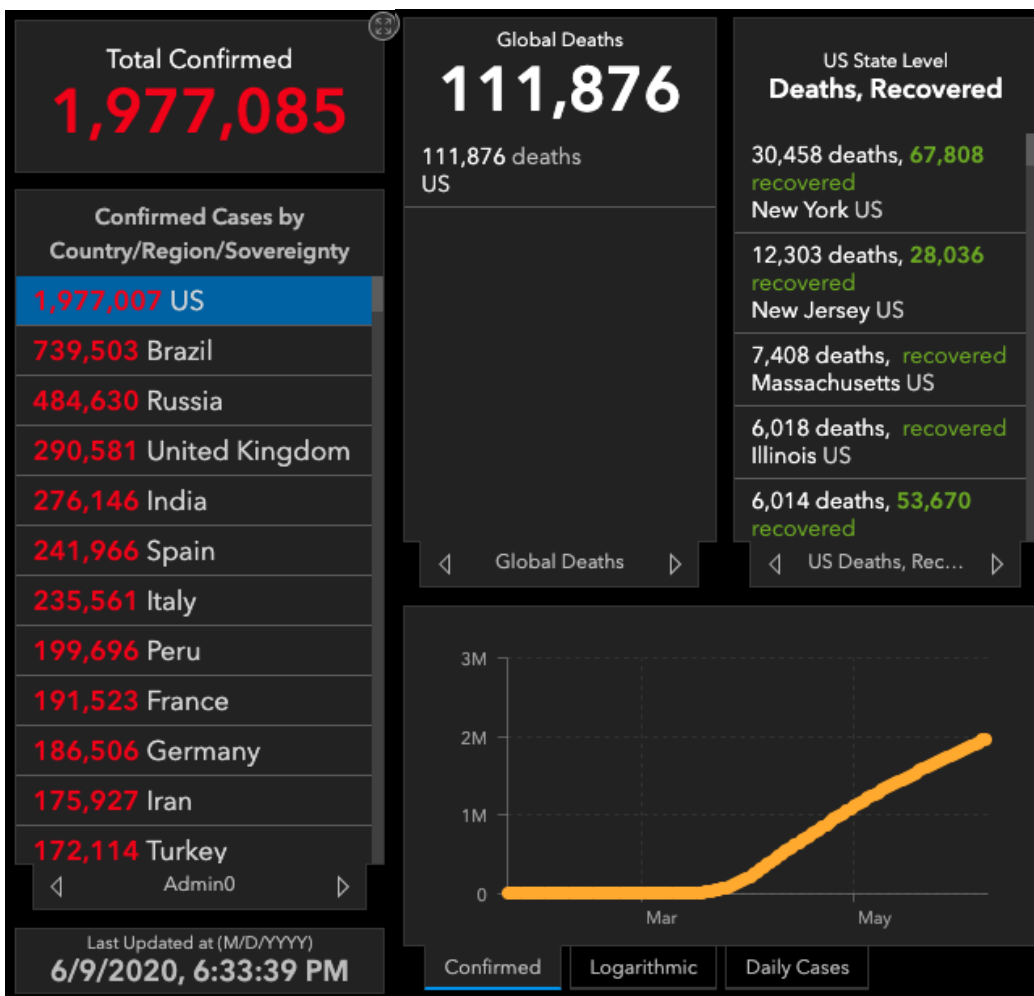 Total Confirmed
1,977,085
Confirmed Cases by
Country/Region/Sovereignty
1,977,007 US
739,503 Brazil
484,630 Russia
290,581 United Kingdom
276,146 India
241,966 Spain
235,561 Italy
199,696 Peru
191,523 France
186,506 Germany
175,927 Iran
172,114 Turkey
Admin0
Last Updated at (M/D/YYYY)
6/9/2020, 6:33:39 PM
Global Deaths
111,876
111,876 deaths
US
Global Deaths
US State Level
Deaths, Recovered
30,458 deaths, 67,808
recovered
New York US
12,303 deaths, 28,036
recovered
New Jersey US
7,408 deaths, recovered
Massachusetts US
6,018 deaths, recovered
Illinois US
6,014 deaths, 53,670
recovered
US Deaths, Rec...
3M
2M
1M
0
Mar May
Confirmed Logarithmic Daily Cases